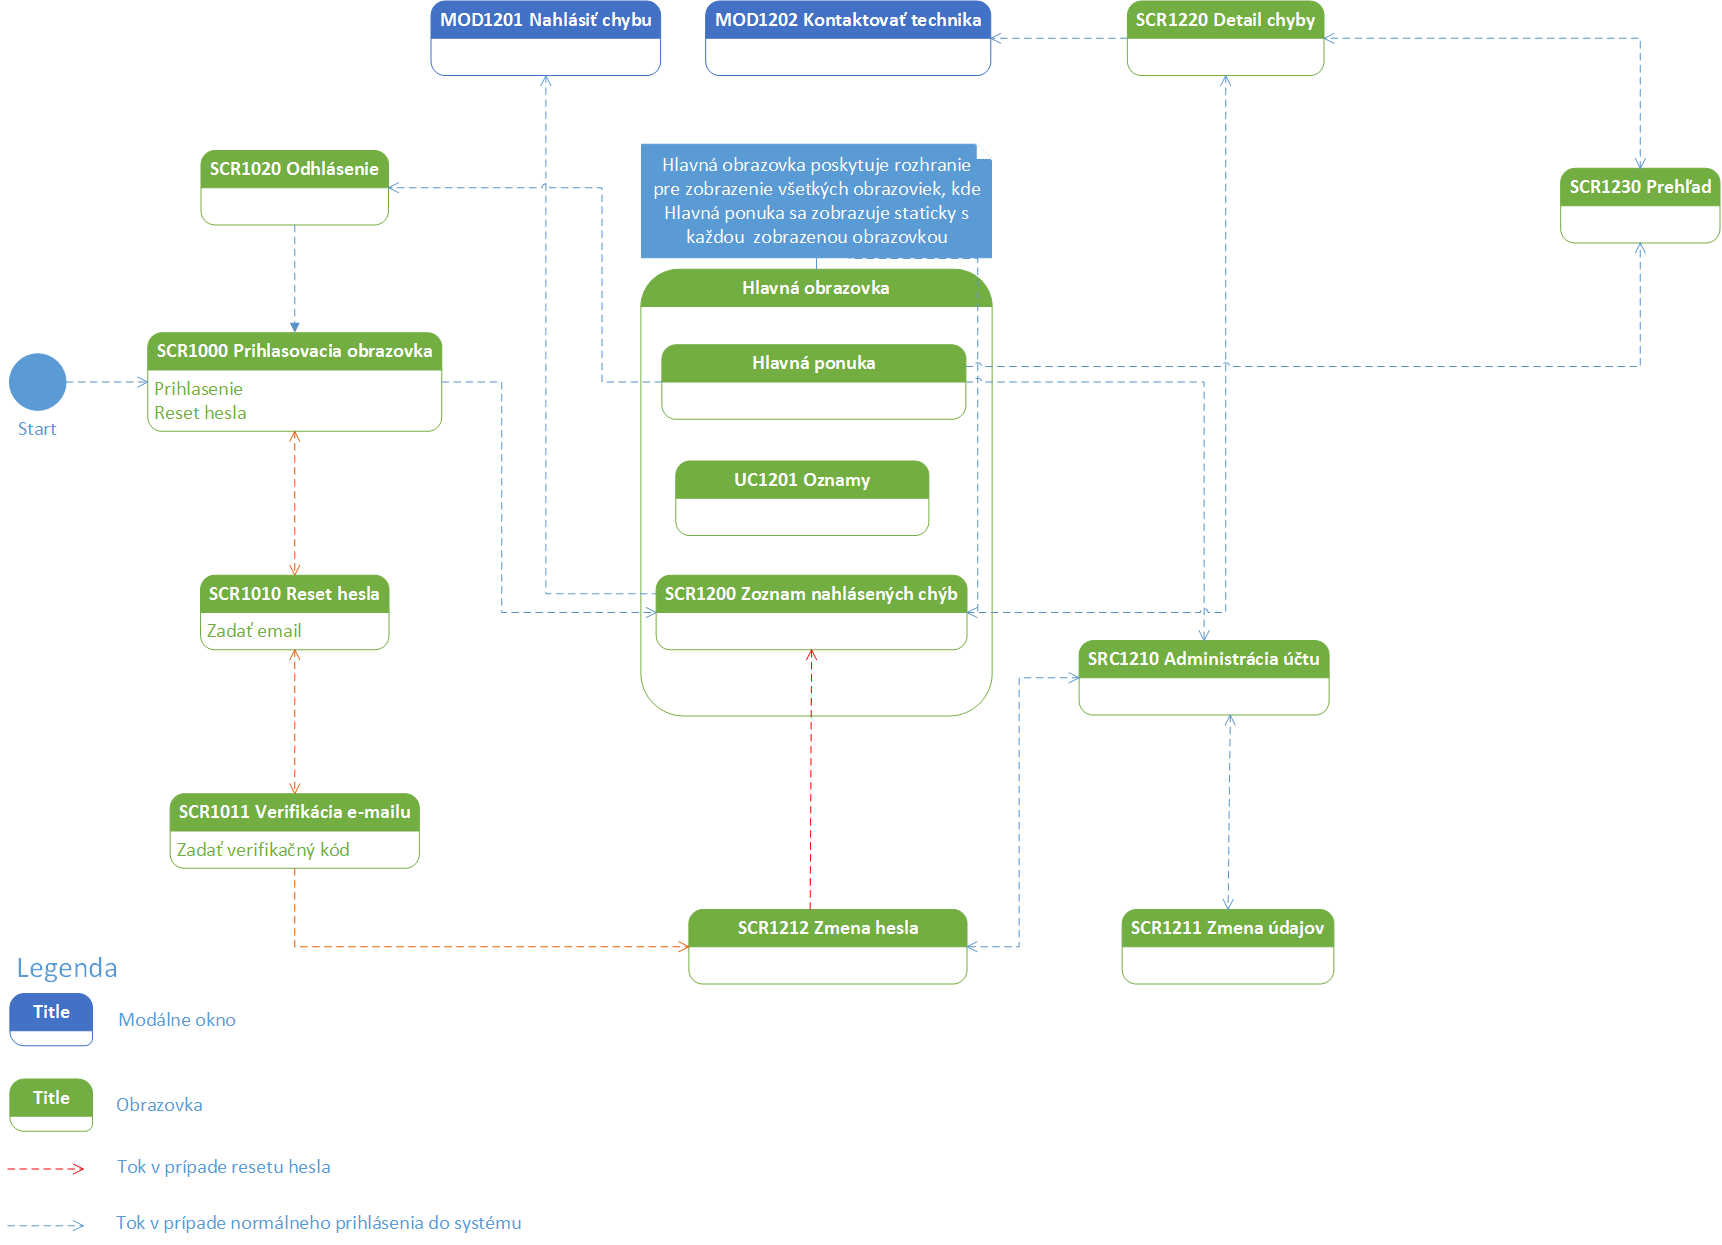 MOD1201 Nahlásiť chybu
MOD1202 Kontaktovať technika
SCR1220 Detail chyby
SCR1020 Odhlásenie
Hlavná obrazovka poskytuje rozhranie
pre zobrazenie všetkých obrazoviek, kde
Hlavná ponuka sa zobrazuje staticky s
každou zobrazenou obrazovkou
SCR1230 Prehľad
Hlavná obrazovka
SCR1000 Prihlasovacia obrazovka
Prihlasenie
Reset hesla
Start
Hlavná ponuka
UC1201 Oznamy
SCR1010 Reset hesla
Zadať email
SCR1200 Zoznam nahlásených chýb
SRC1210 Administrácia účtu
SCR1011 Verifikácia e-mailu
Zadať verifikačný kód
SCR1212 Zmena hesla
SCR1211 Zmena údajov
Legenda
Title
Modálne okno
Title
Obrazovka
Tok v prípade resetu hesla
Tok v prípade normálneho prihlásenia do systému